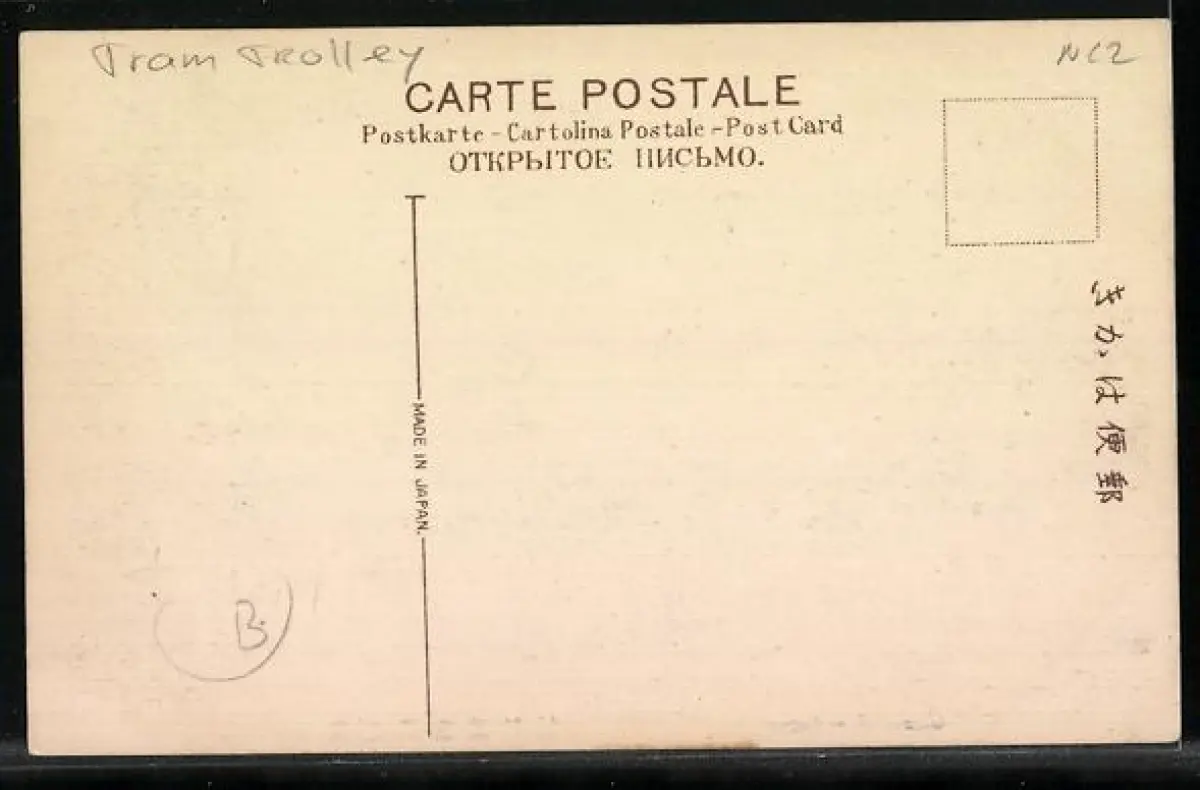 Tram Trolley
NC2
CARTE POSTALE
Postkarte - Cartolina Postale - Post Card
ОТКРЫТОЕ ПИСЬМО.
きかは便郵
MADE IN JAPAN.
B